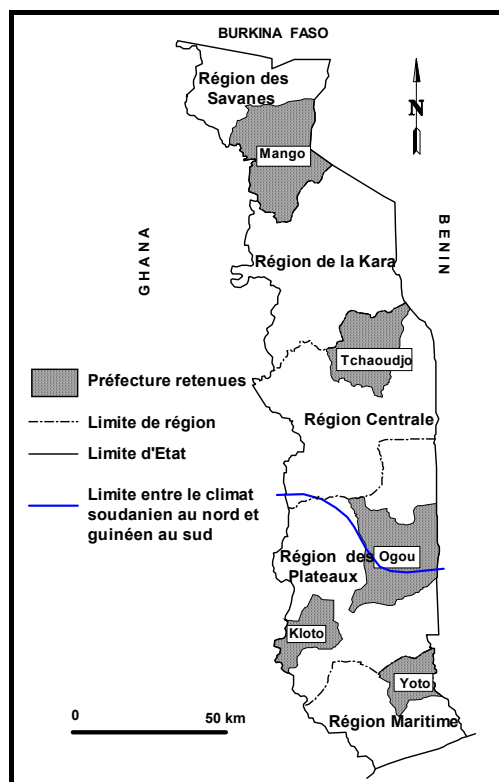 BURKINA FASO
Région des
Savanes
N
Mango
GHANA
BENIN
Région de la Kara
Tchaoudjo
Préfecture retenues
Limite de région
Région Centrale
Limite d'Etat
Limite entre le climat
soudanien au nord et
guinéen au sud
Ogou
Région des
Plateaux
Kloto
Yoto
0 50 km
Région Maritime